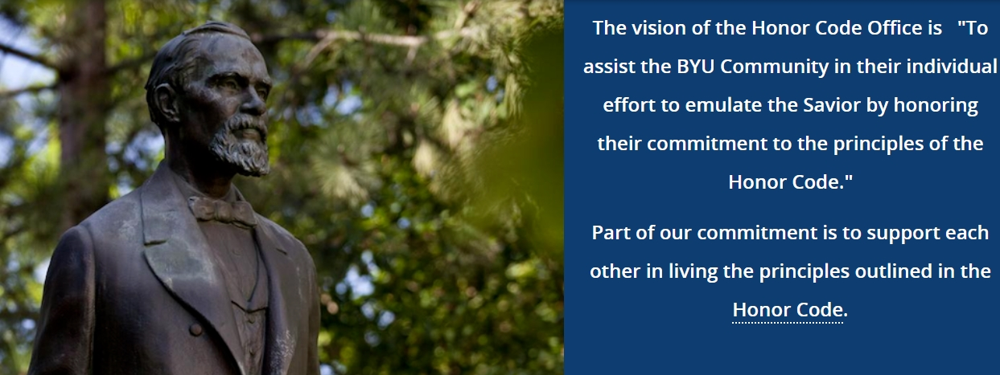 The vision of the Honor Code Office is "To
assist the BYU Community in their individual
effort to emulate the Savior by honoring
their commitment to the principles of the
Honor Code."
Part of our commitment is to support each
other in living the principles outlined in the
Honor Code.